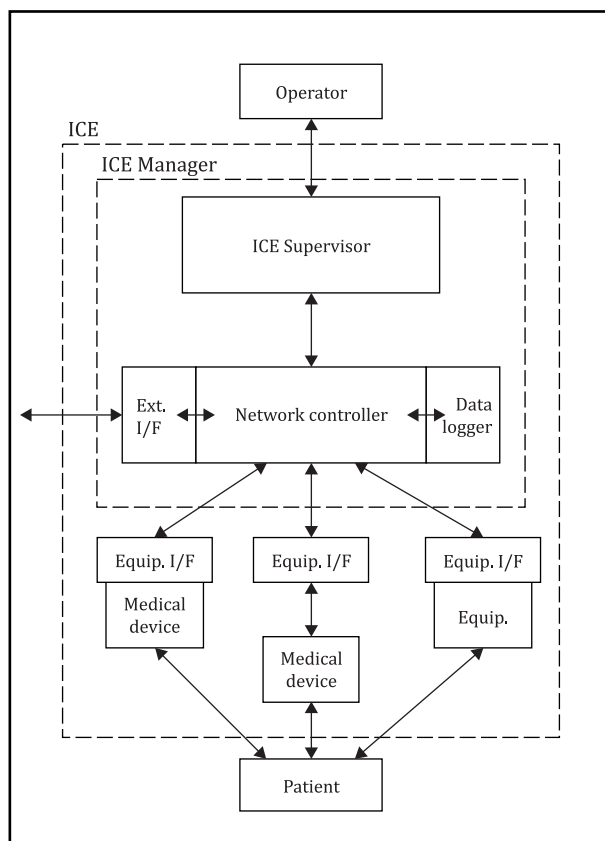 Operator
ICE
ICE Manager
ICE Supervisor
Ext.
I/F
Network controller
Data
logger
Equip. I/F
Equip. I/F
Equip. I/F
Medical
device
Equip.
Medical
device
Patient